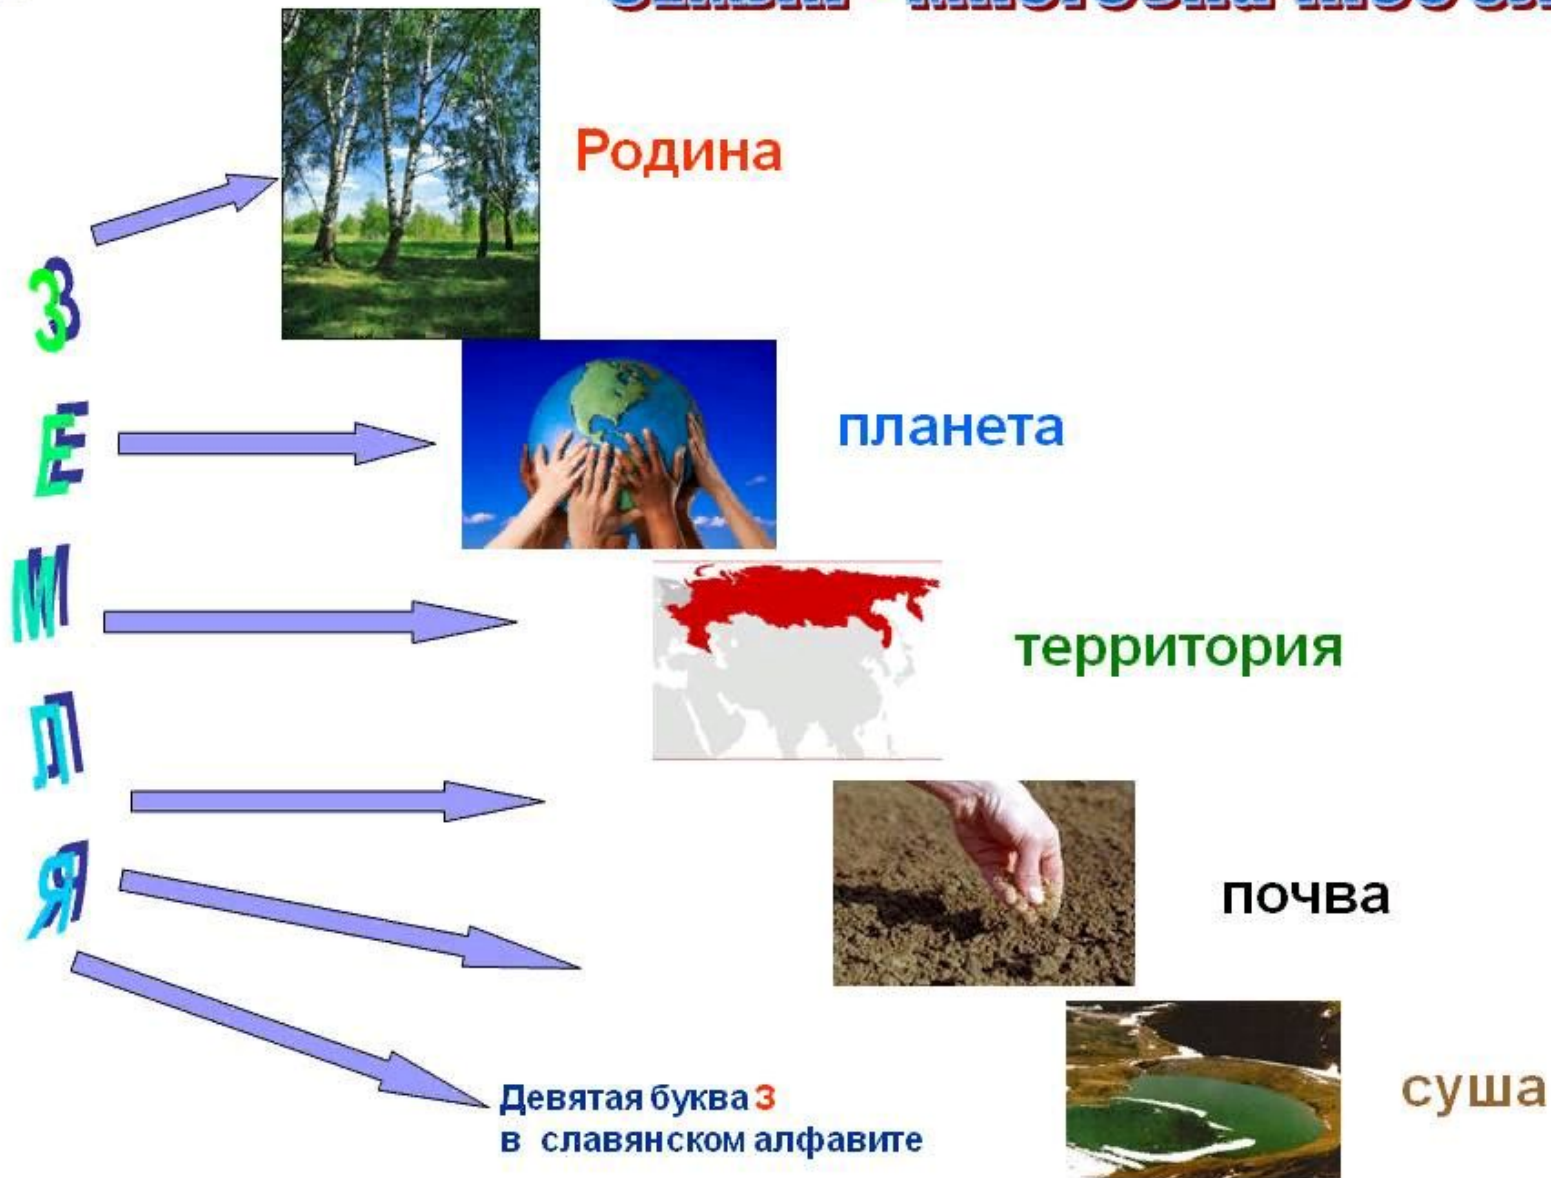 Родина
З
Е
М
Л
Я
планета
территория
почва
суша
Девятая буква З
в славянском алфавите